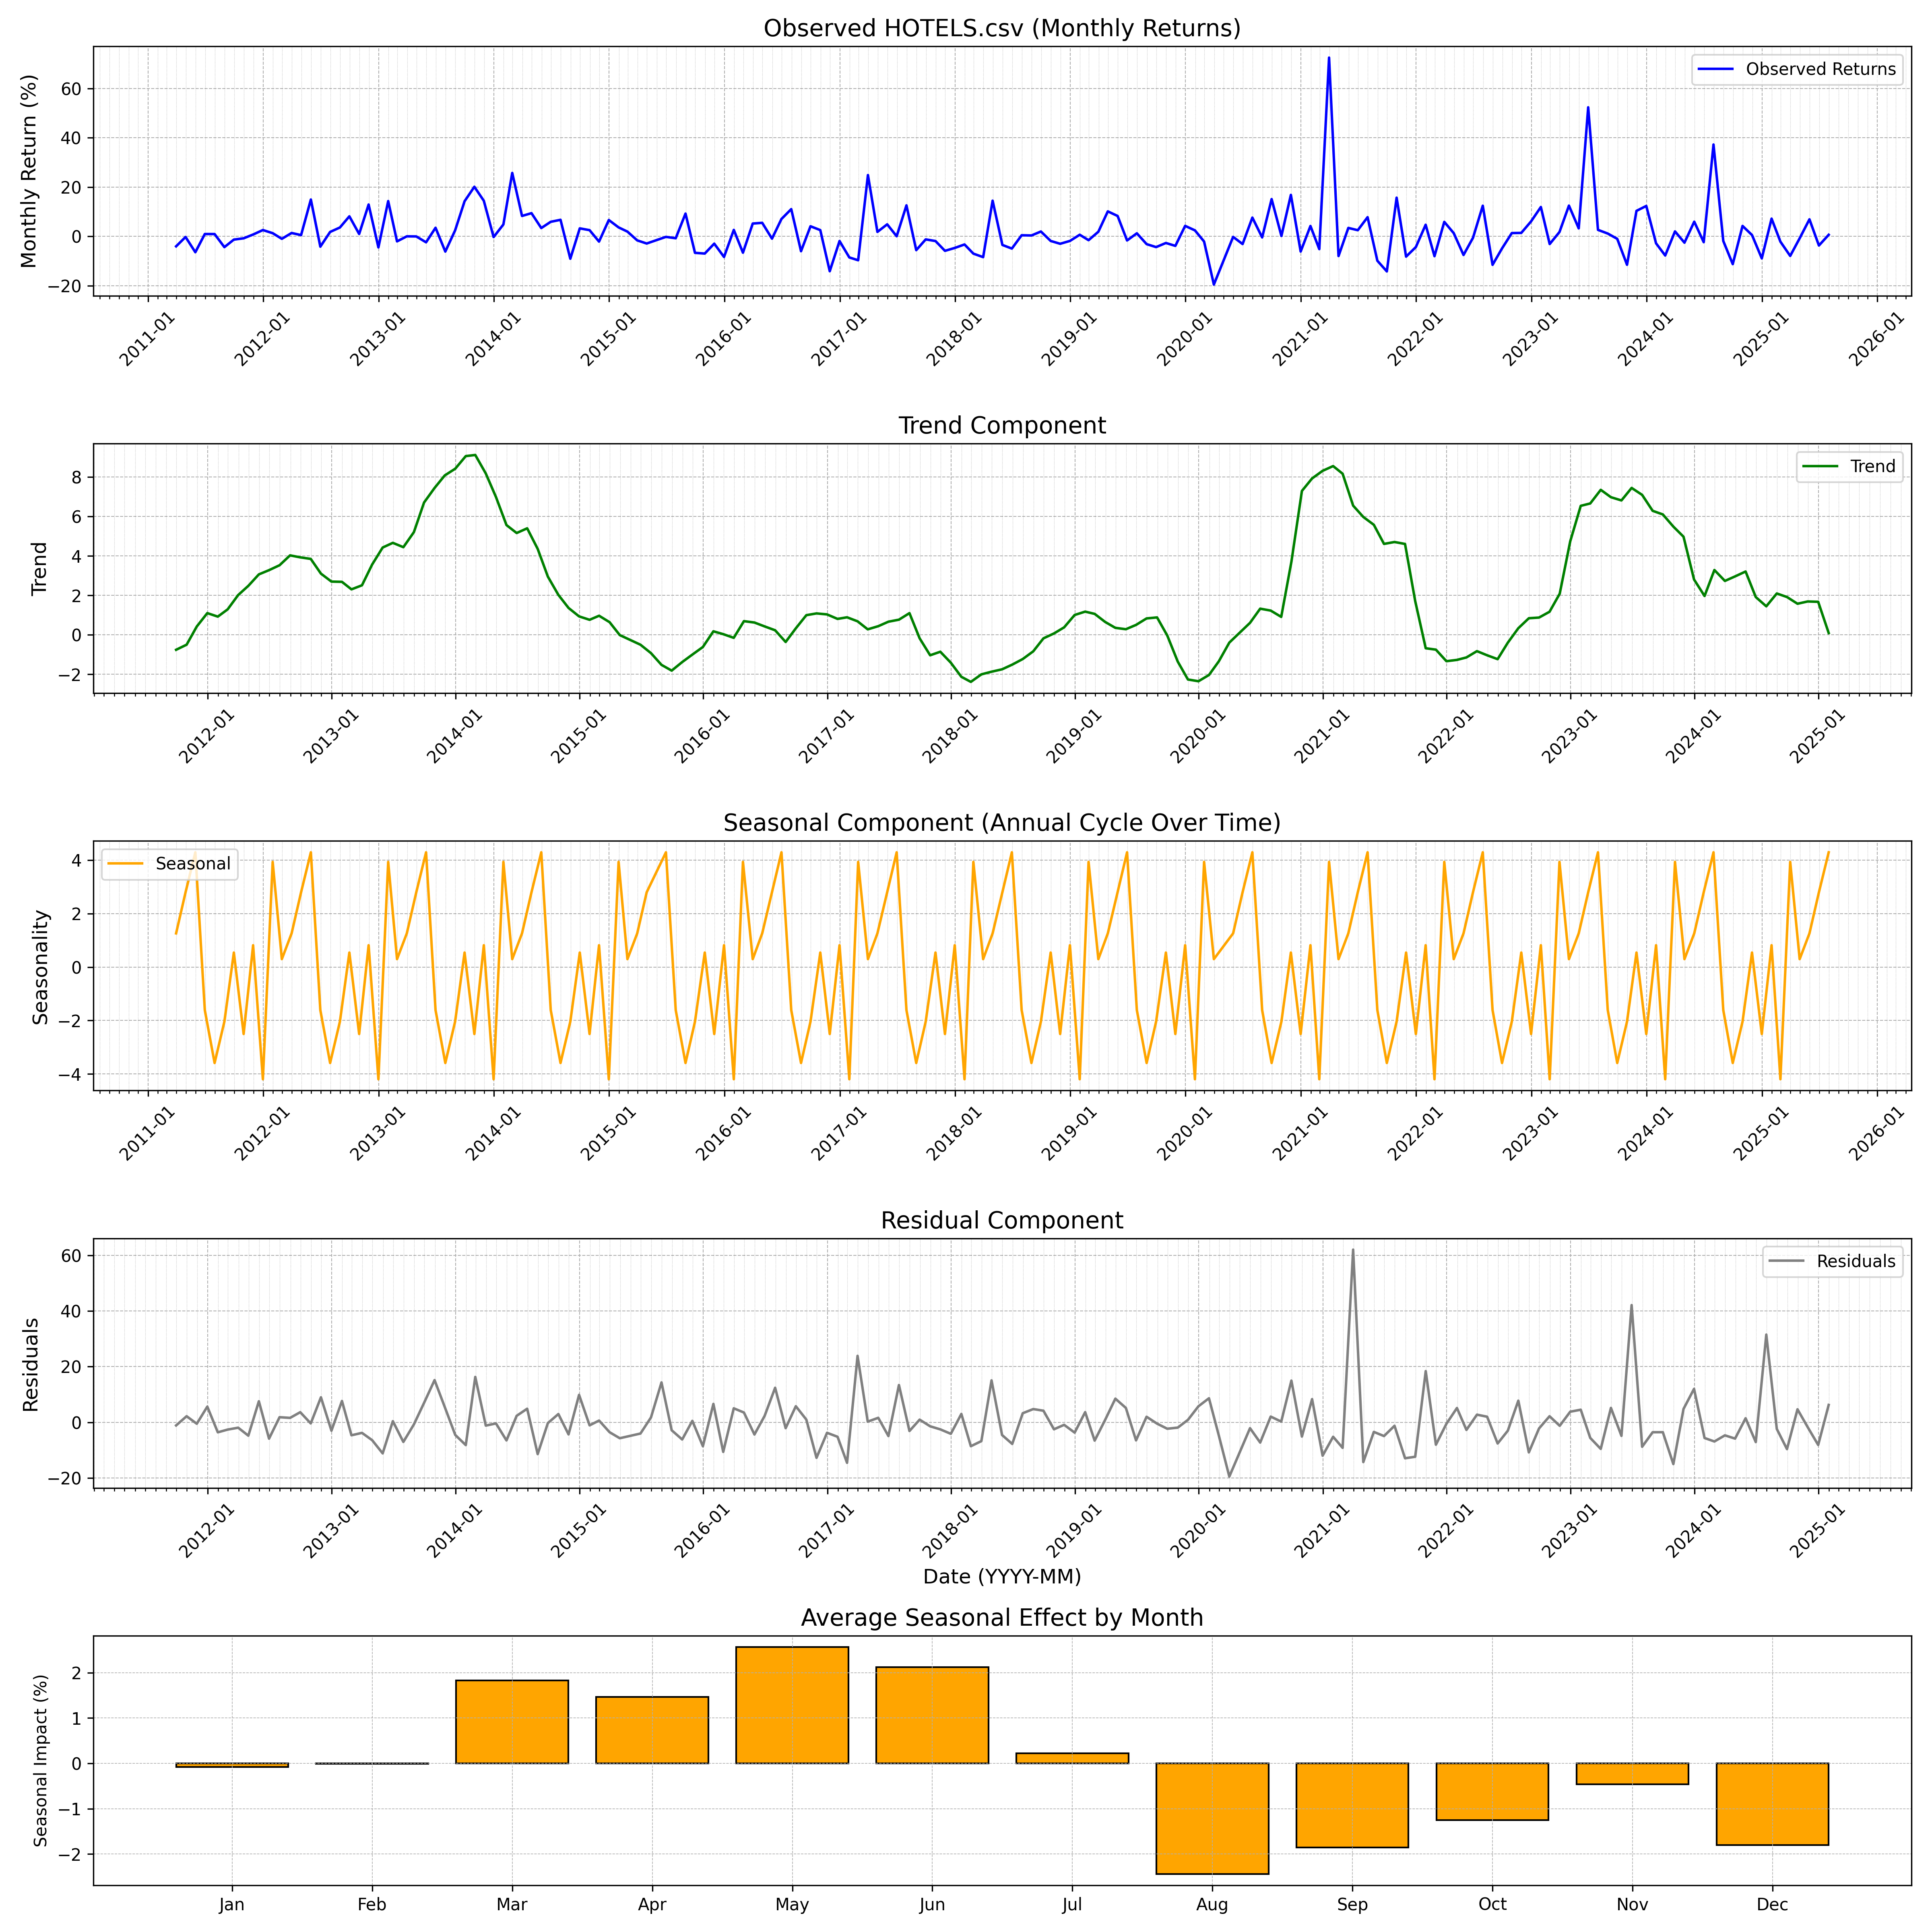 Observed HOTELS.csv (Monthly Returns)
Monthly Return (%)
60
40
20
0
−20
Observed Returns
2011-01 2012-01 2013-01 2014-01 2015-01 2016-01 2017-01 2018-01 2019-01 2020-01 2021-01 2022-01 2023-01 2024-01 2025-01 2026-01
Trend Component
Trend
8
6
4
2
0
−2
Trend
2012-01 2013-01 2014-01 2015-01 2016-01 2017-01 2018-01 2019-01 2020-01 2021-01 2022-01 2023-01 2024-01 2025-01
Seasonal Component (Annual Cycle Over Time)
Seasonality
4
2
0
−2
−4
Seasonal
2011-01 2012-01 2013-01 2014-01 2015-01 2016-01 2017-01 2018-01 2019-01 2020-01 2021-01 2022-01 2023-01 2024-01 2025-01 2026-01
Residual Component
Residuals
60
40
20
0
−20
Residuals
2012-01 2013-01 2014-01 2015-01 2016-01 2017-01 2018-01 2019-01 2020-01 2021-01 2022-01 2023-01 2024-01 2025-01
Date (YYYY-MM)
Average Seasonal Effect by Month
Seasonal Impact (%)
2
1
0
−1
−2
Jan Feb Mar Apr May Jun Jul Aug Sep Oct Nov Dec